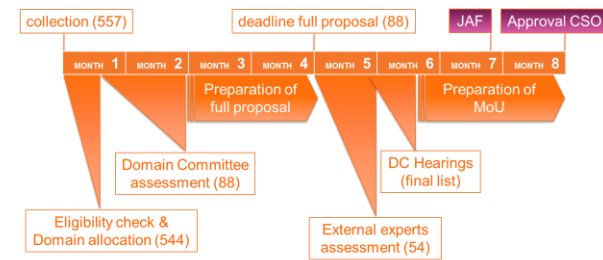 collection (557)
deadline full proposal (88)
JAF
Approval CSO
MONTH 1 MONTH 2 MONTH 3 MONTH 4 MONTH 5 MONTH 6 MONTH 7 MONTH 8
Preparation of
full proposal
Preparation of
MoU
Domain Committee
assessment (88)
DC Hearings
(final list)
Eligibility check &
Domain allocation (544)
External experts
assessment (54)